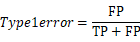 Type1error = FP / TP + FP